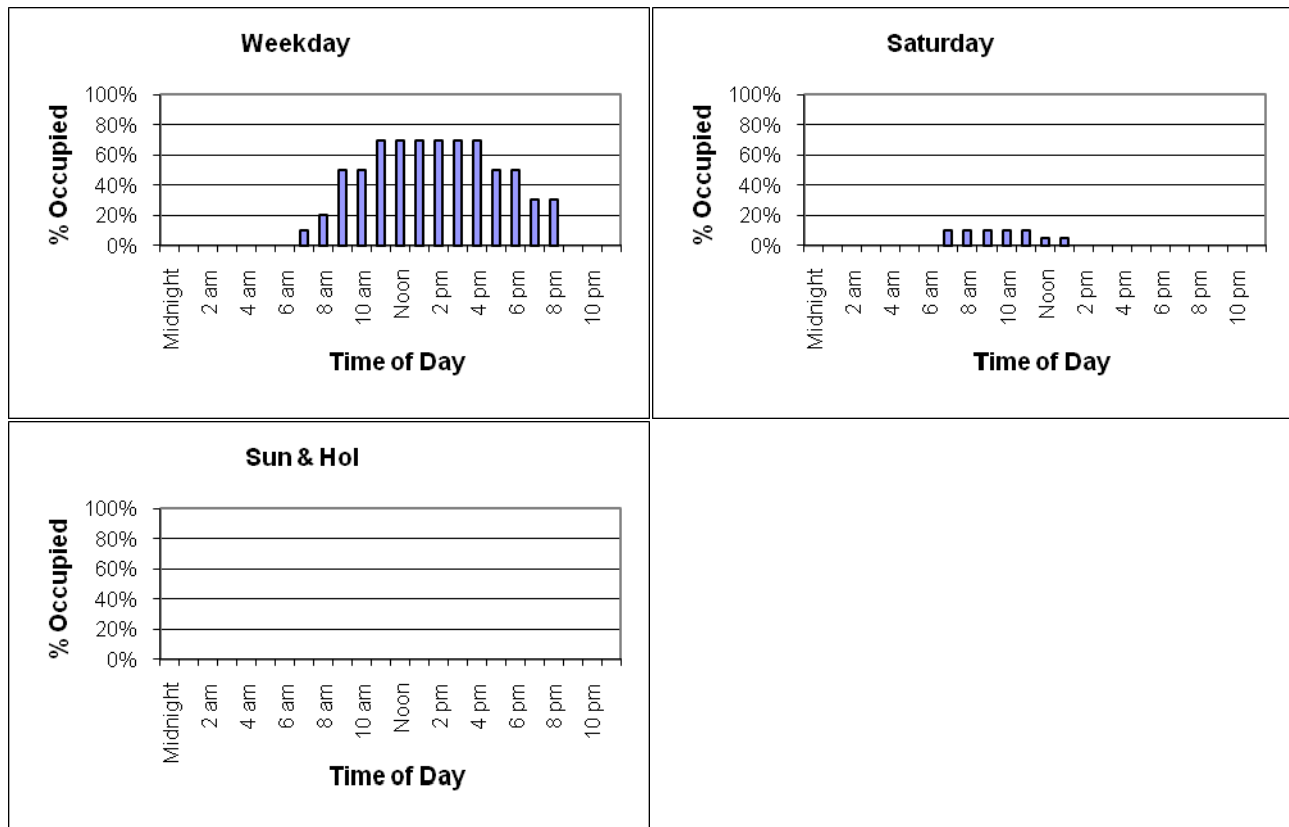 Weekday
% Occupied
100%
80%
60%
40%
20%
0%
Midnight
2 am
4 am
6 am
8 am
10 am
Noon
2 pm
4 pm
6 pm
8 pm
10 pm
Time of Day
Saturday
% Occupied
100%
80%
60%
40%
20%
0%
Midnight
2 am
4 am
6 am
8 am
10 am
Noon
2 pm
4 pm
6 pm
8 pm
10 pm
Time of Day
Sun & Hol
% Occupied
100%
80%
60%
40%
20%
0%
Midnight
2 am
4 am
6 am
8 am
10 am
Noon
2 pm
4 pm
6 pm
8 pm
10 pm
Time of Day